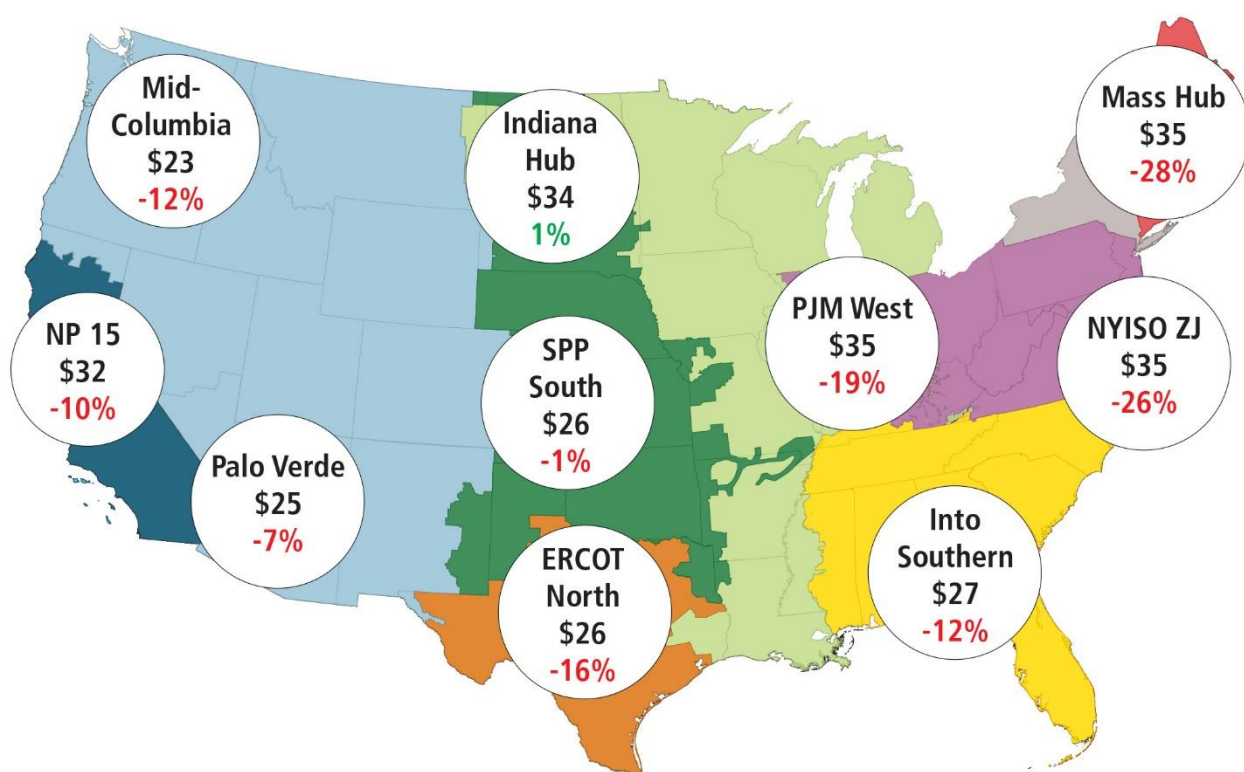 Mid-
Columbia
$23
-12%
Indiana
Hub
$34
1%
Mass Hub
$35
-28%
NP 15
$32
-10%
SPP
South
$26
-1%
PJM West
$35
-19%
NYISO ZJ
$35
-26%
Palo Verde
$25
-7%
ERCOT
North
$26
-16%
Into
Southern
$27
-12%